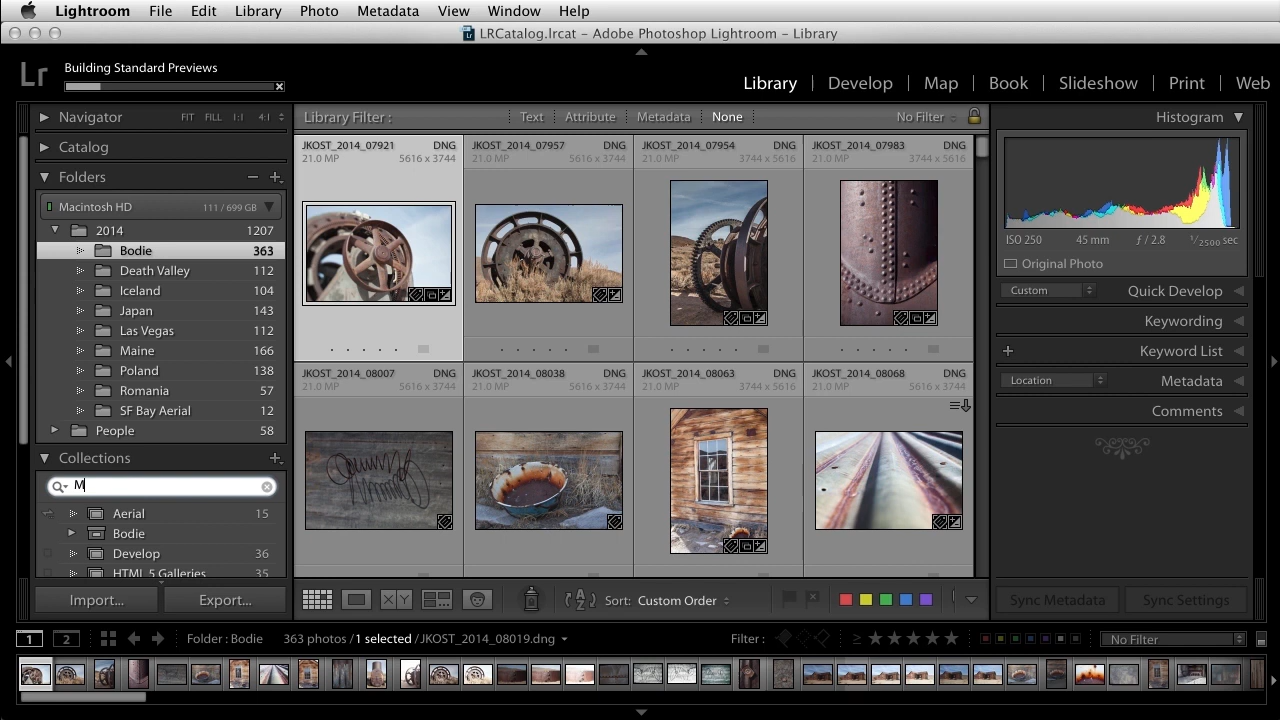 Lightroom File Edit Library Photo Metadata View Window Help
LRCatalog.lrcat – Adobe Photoshop Lightroom – Library
Lr
Building Standard Previews
Library Develop Map Book Slideshow Print Web
Navigator FIT FILL 1:1 4:1
Catalog
Folders
Macintosh HD 111 / 699 GB
2014 1207
Bodie 363
Death Valley 112
Iceland 104
Japan 143
Las Vegas 112
Maine 166
Poland 138
Romania 57
SF Bay Aerial 12
People 58
Collections
M
Aerial 15
Bodie
Develop 36
HTML 5 Galleries 35
Import... Export...
Library Filter : Text Attribute Metadata None No Filter
JKOST_2014_07921 DNG
21.0 MP 5616 x 3744
JKOST_2014_07957 DNG
21.0 MP 5616 x 3744
JKOST_2014_07954 DNG
21.0 MP 3744 x 5616
JKOST_2014_07983 DNG
21.0 MP 3744 x 5616
JKOST_2014_08007 DNG
21.0 MP 5616 x 3744
JKOST_2014_08038 DNG
21.0 MP 5616 x 3744
JKOST_2014_08063 DNG
21.0 MP 3744 x 5616
JKOST_2014_08068 DNG
21.0 MP 5616 x 3744
X Y
A Z
Sort: Custom Order
Histogram
ISO 250 45 mm ƒ / 2.8 1/2500 sec
Original Photo
Custom Quick Develop
Keywording
Keyword List
Location Metadata
Comments
Sync Metadata Sync Settings
1 2 Folder : Bodie 363 photos / 1 selected / JKOST_2014_08019.dng Filter : ≥ No Filter